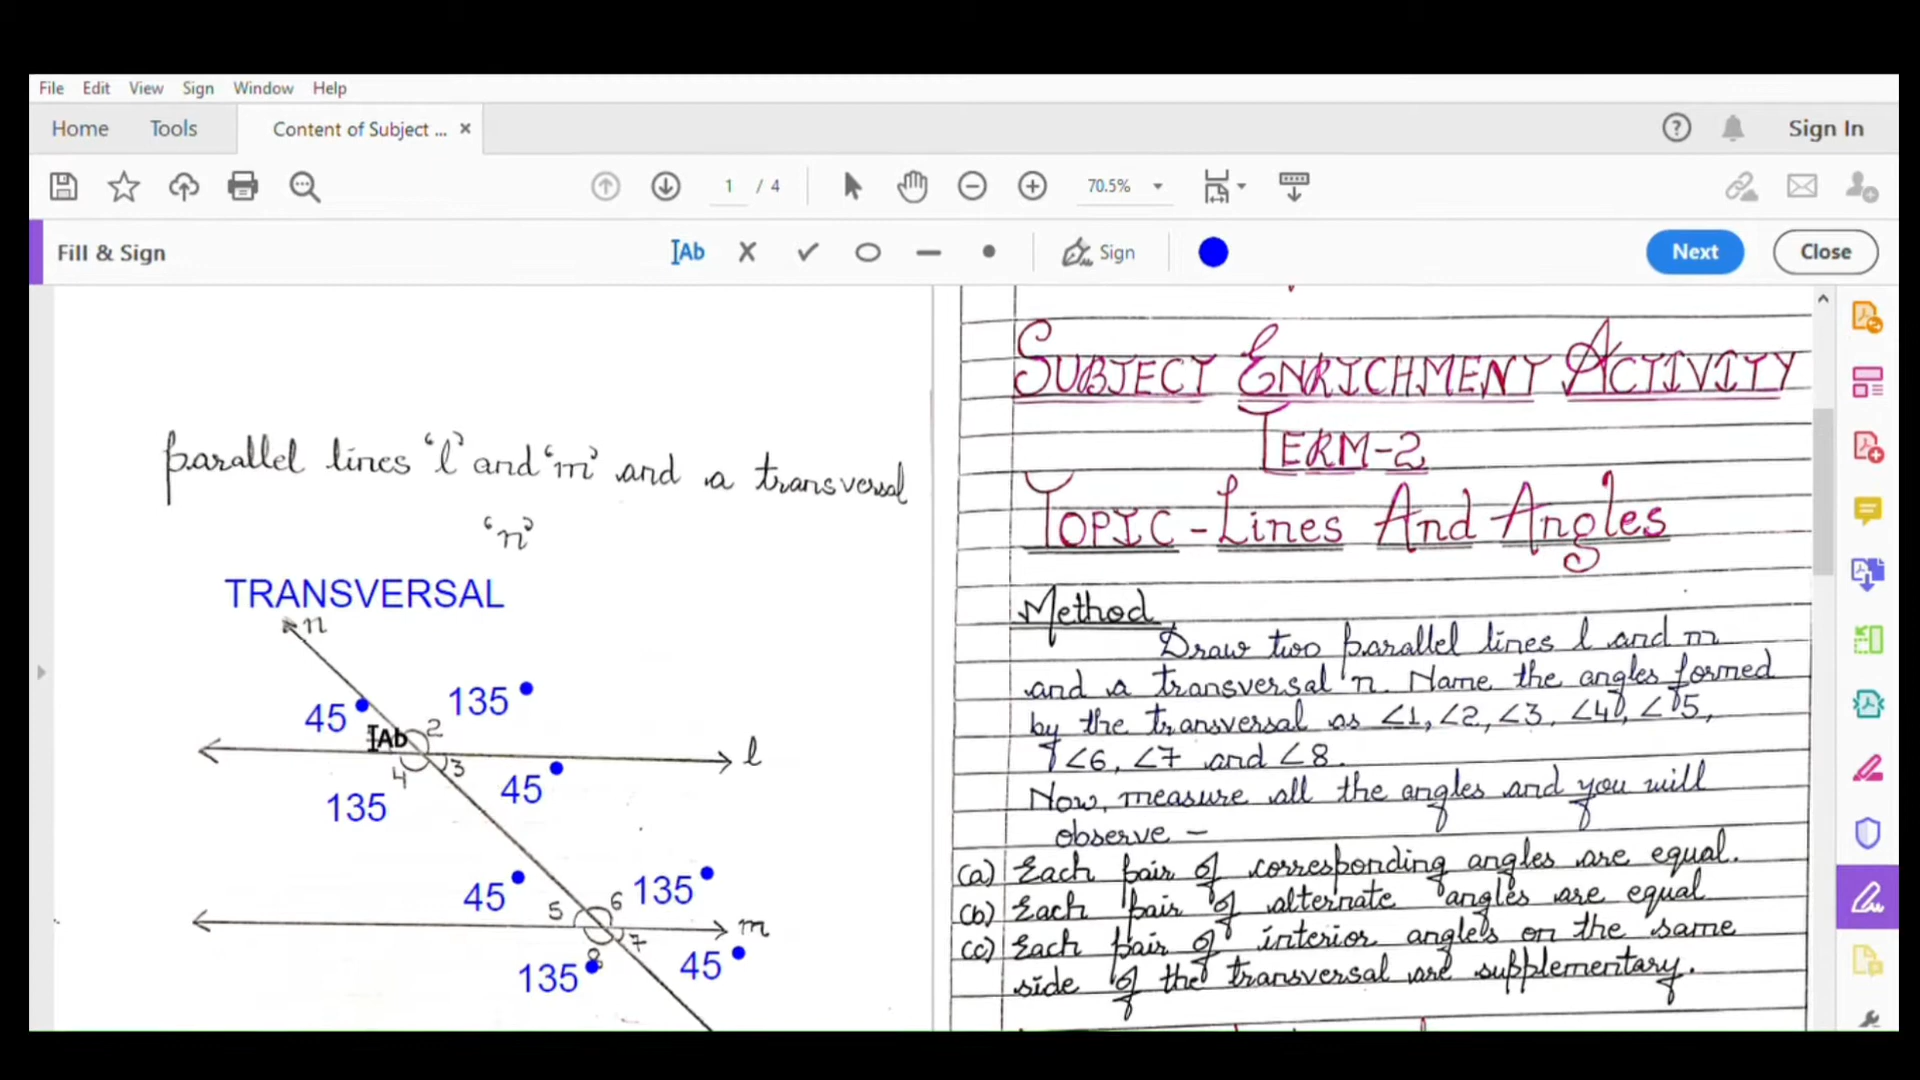 File Edit View Sign Window Help
Home Tools Content of Subject ... × Sign In
1 / 4 70.5%
Fill & Sign IAb Sign Next Close
parallel lines ‘l’ and ‘m’ and a transversal
‘n’
TRANSVERSAL
n
45 135
IAb 2
l
4 3
135 45
45 135
5 6
m
8 7
135 45
SUBJECT ENRICHMENT ACTIVITY
TERM-2
TOPIC - Lines And Angles
Method
Draw two parallel lines l and m
and a transversal n. Name the angles formed
by the transversal as ∠1, ∠2, ∠3, ∠4, ∠5,
∠6, ∠7 and ∠8.
Now, measure all the angles and you will
observe –
(a) Each pair of corresponding angles are equal.
(b) Each pair of alternate angles are equal
(c) Each pair of interior angles on the same
side of the transversal are supplementary.